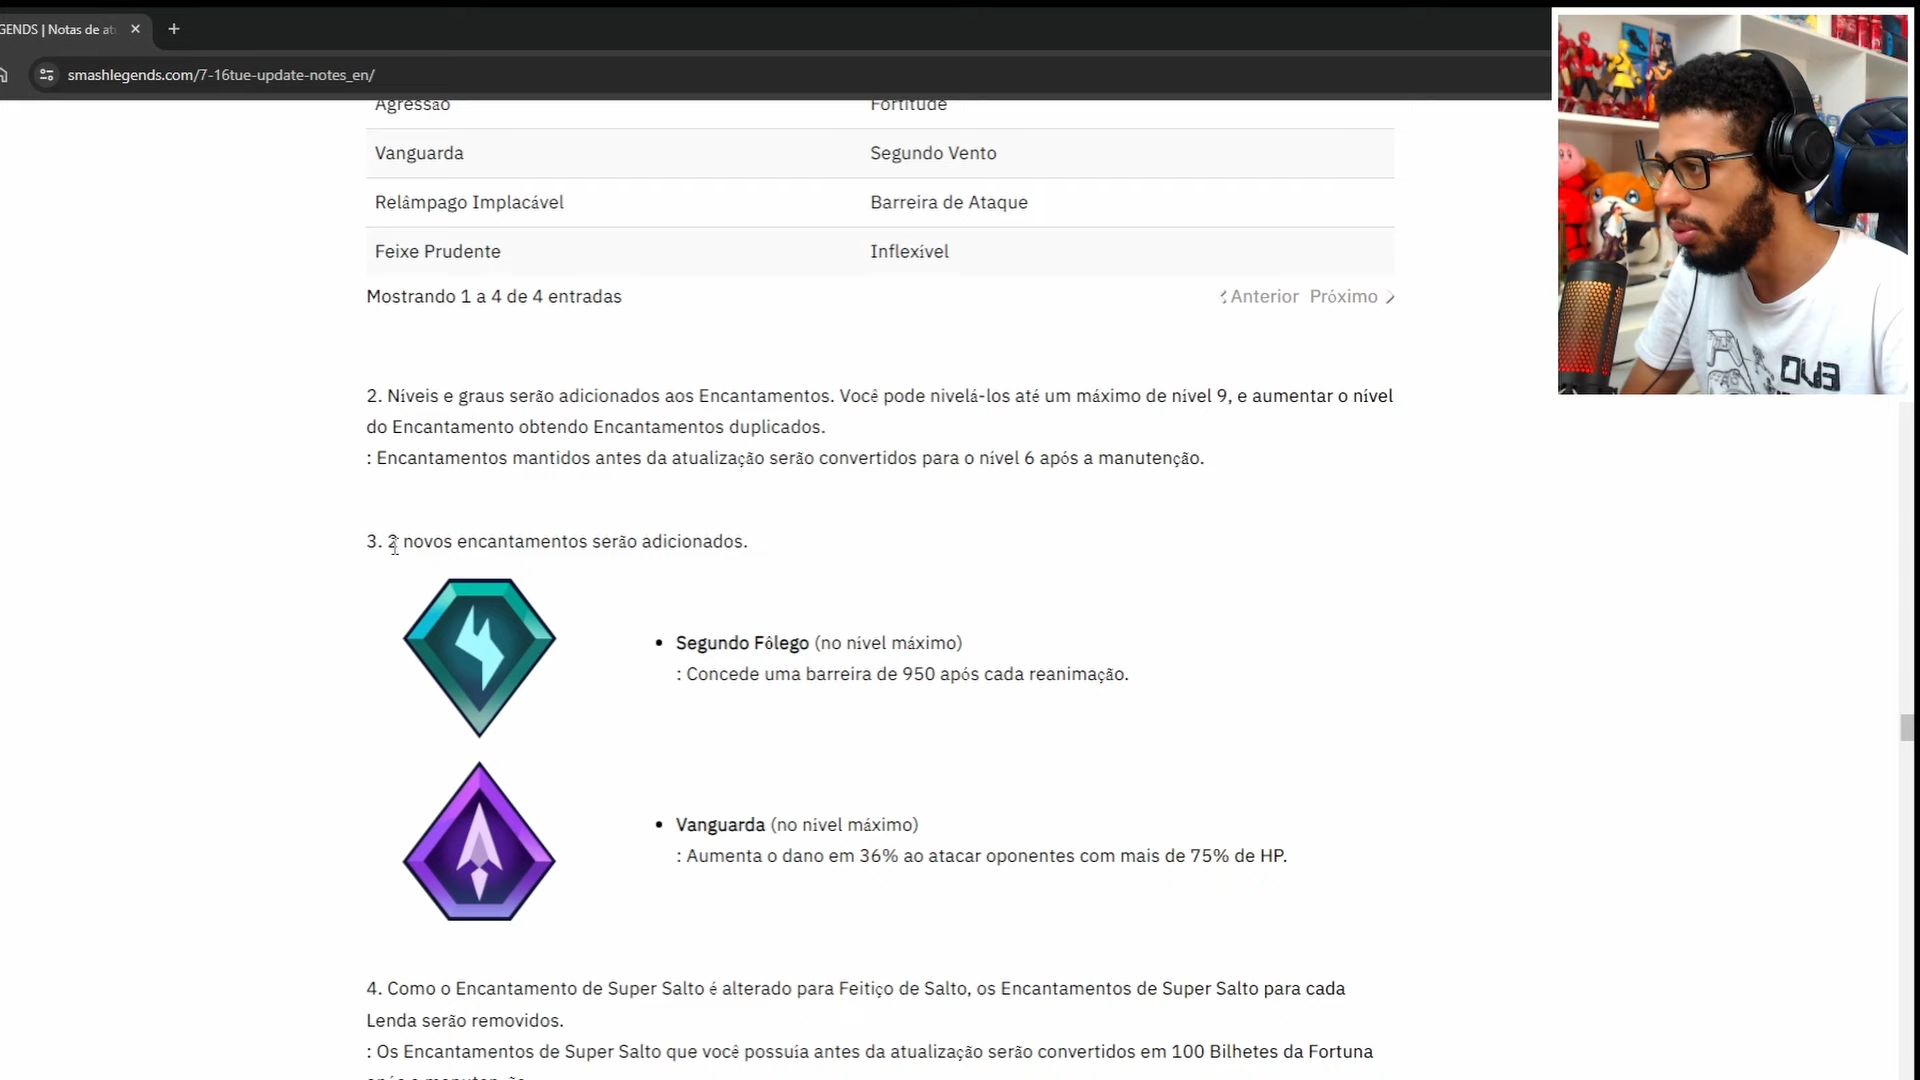 GENDS | Notas de at
smashlegends.com/7-16tue-update-notes_en/
Agressão
Fortitude
Vanguarda
Segundo Vento
Relâmpago Implacável
Barreira de Ataque
Feixe Prudente
Inflexível
Mostrando 1 a 4 de 4 entradas
Anterior Próximo
2. Níveis e graus serão adicionados aos Encantamentos. Você pode nivelá-los até um máximo de nível 9, e aumentar o nível
do Encantamento obtendo Encantamentos duplicados.
: Encantamentos mantidos antes da atualização serão convertidos para o nível 6 após a manutenção.
3. 2 novos encantamentos serão adicionados.
• Segundo Fôlego (no nível máximo)
: Concede uma barreira de 950 após cada reanimação.
• Vanguarda (no nível máximo)
: Aumenta o dano em 36% ao atacar oponentes com mais de 75% de HP.
4. Como o Encantamento de Super Salto é alterado para Feitiço de Salto, os Encantamentos de Super Salto para cada
Lenda serão removidos.
: Os Encantamentos de Super Salto que você possuía antes da atualização serão convertidos em 100 Bilhetes da Fortuna
após a manutenção.